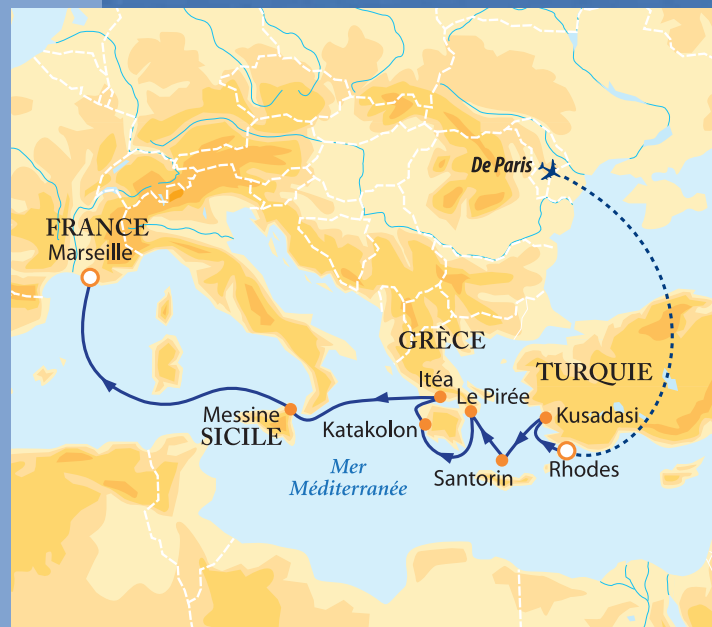 De Paris
FRANCE
Marseille
GRÈCE
TURQUIE
Itéa
Le Pirée
Kusadasi
Messine
SICILE
Katakolon
Mer
Méditerranée
Santorin
Rhodes